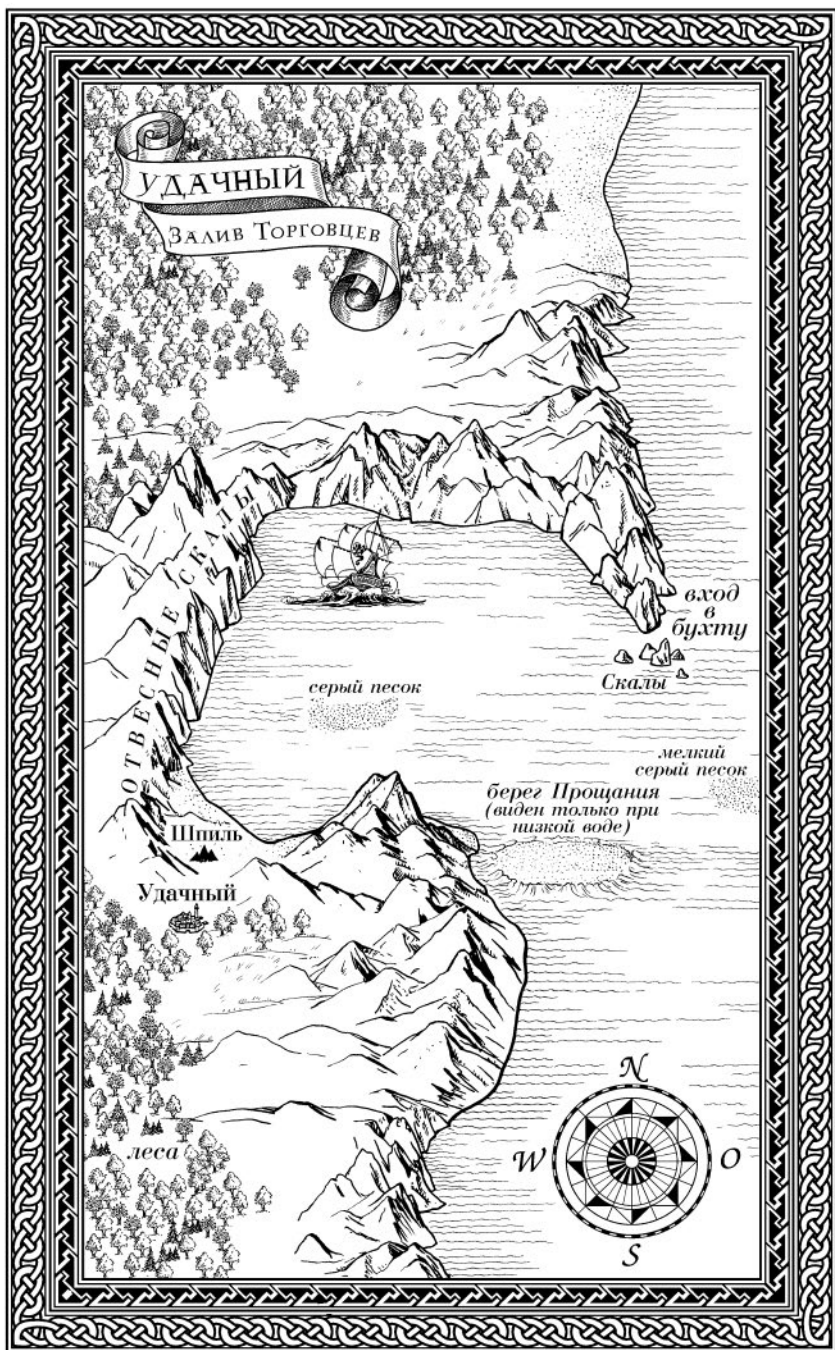 УДАЧНЫЙ
ЗАЛИВ ТОРГОВЦЕВ
ОТВЕСНЫЕ СКАЛЫ
вход
в
бухту
Скалы
серый песок
мелкий
серый песок
берег Прощания
(виден только при
низкой воде)
Шпиль
Удачный
леса
N
W
O
S